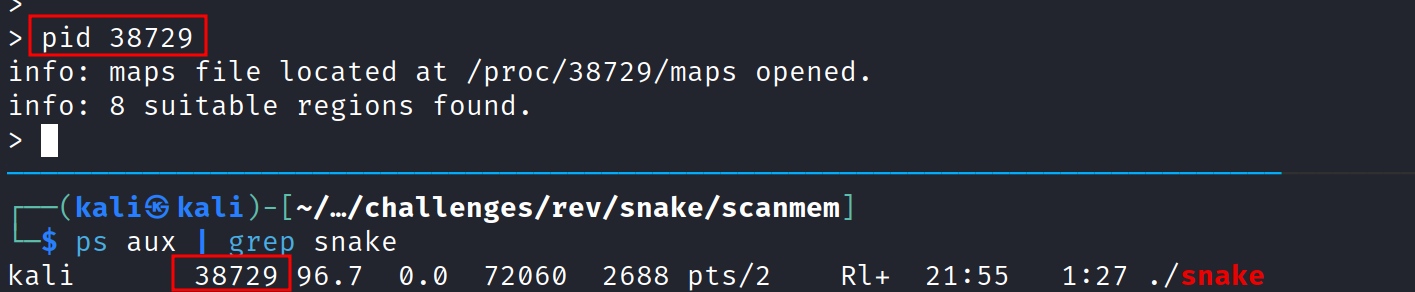 >
> pid 38729
info: maps file located at /proc/38729/maps opened.
info: 8 suitable regions found.
>
┌──(kali㉿kali)-[~/…/challenges/rev/snake/scanmem]
└─$ ps aux | grep snake
kali 38729 96.7 0.0 72060 2688 pts/2 Rl+ 21:55 1:27 ./snake